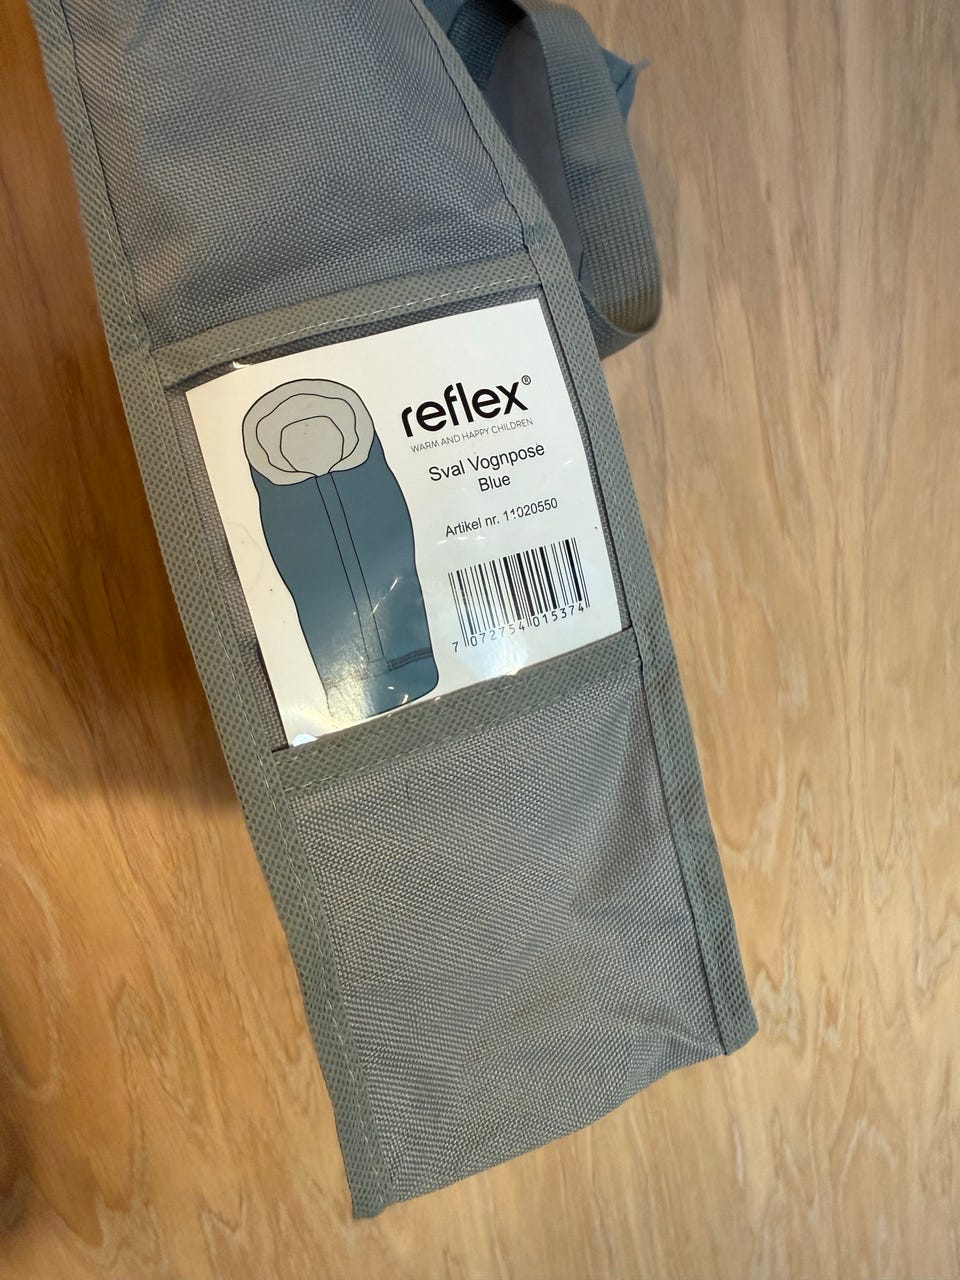 reflex®
WARM AND HAPPY CHILDREN
Sval Vognpose
Blue
Artikel nr. 11020550
7 072754 015374